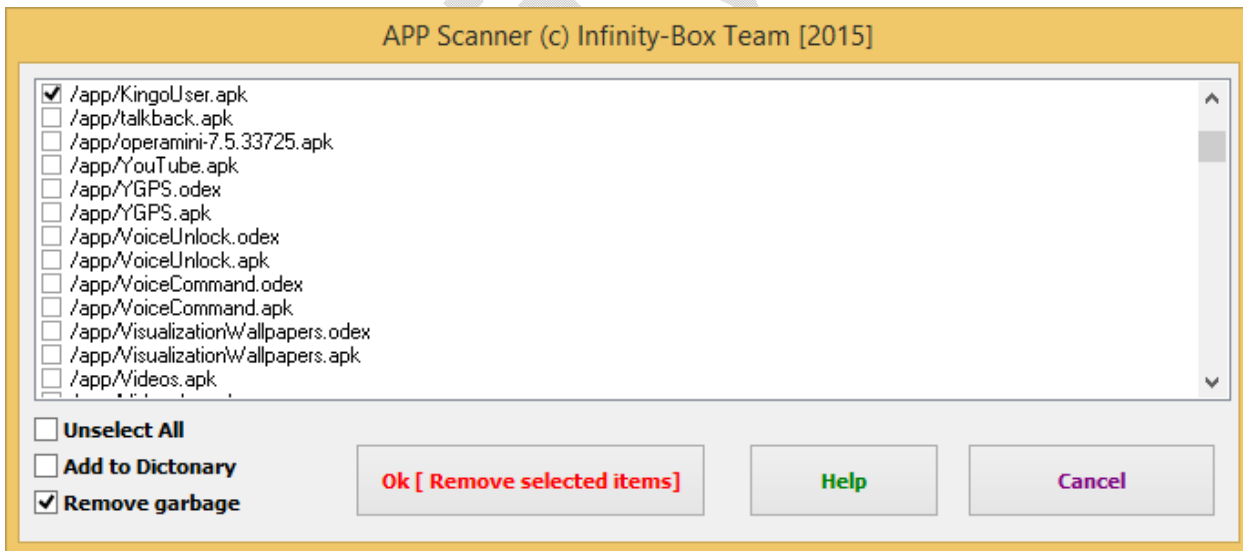 APP Scanner (c) Infinity-Box Team [2015]
/app/KingoUser.apk
/app/talkback.apk
/app/operamini-7.5.33725.apk
/app/YouTube.apk
/app/YGPS.odex
/app/YGPS.apk
/app/VoiceUnlock.odex
/app/VoiceUnlock.apk
/app/VoiceCommand.odex
/app/VoiceCommand.apk
/app/VisualizationWallpapers.odex
/app/VisualizationWallpapers.apk
/app/Videos.apk
Unselect All
Add to Dictonary
Remove garbage
Ok [ Remove selected items]
Help
Cancel